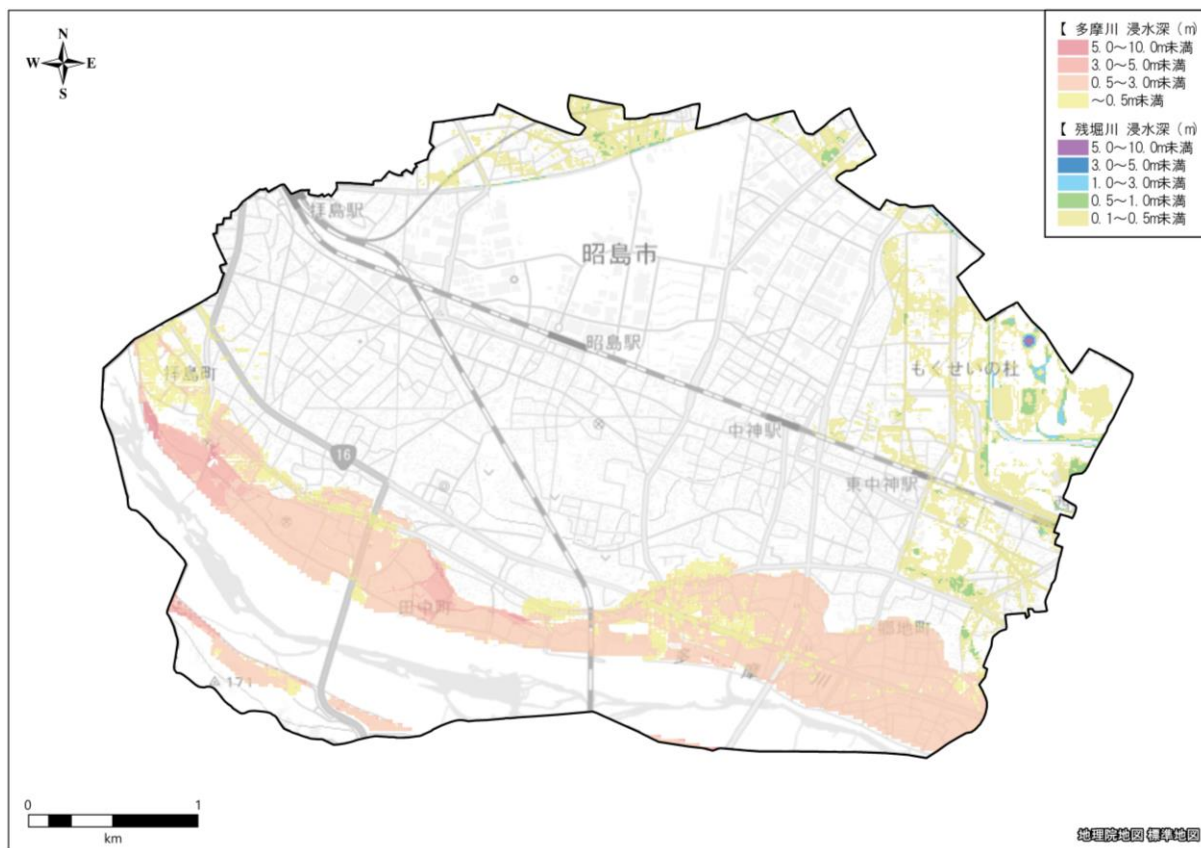 N
W E
S
【 多摩川 浸水深 (m)
5.0～10.0m未満
3.0～5.0m未満
0.5～3.0m未満
～0.5m未満
【 残堀川 浸水深 (m)
5.0～10.0m未満
3.0～5.0m未満
1.0～3.0m未満
0.5～1.0m未満
0.1～0.5m未満
拝島駅
昭島市
昭島駅
もくせいの杜
拝島町
中神駅
16
東中神駅
田中町
郷地町
多摩川
171
0 1
km
地理院地図 標準地図